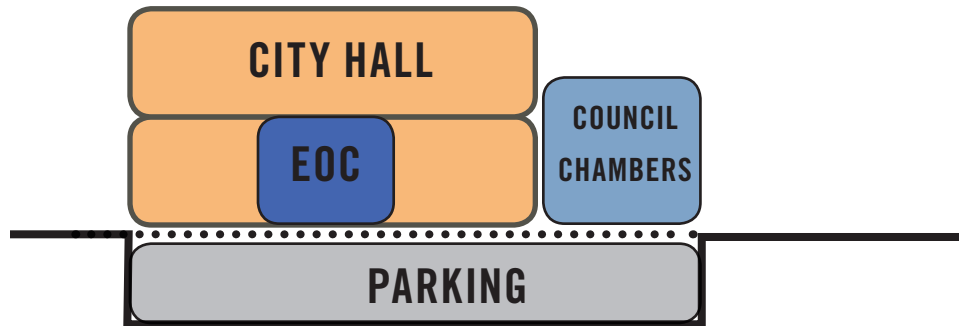 CITY HALL
EOC
COUNCIL
CHAMBERS
PARKING